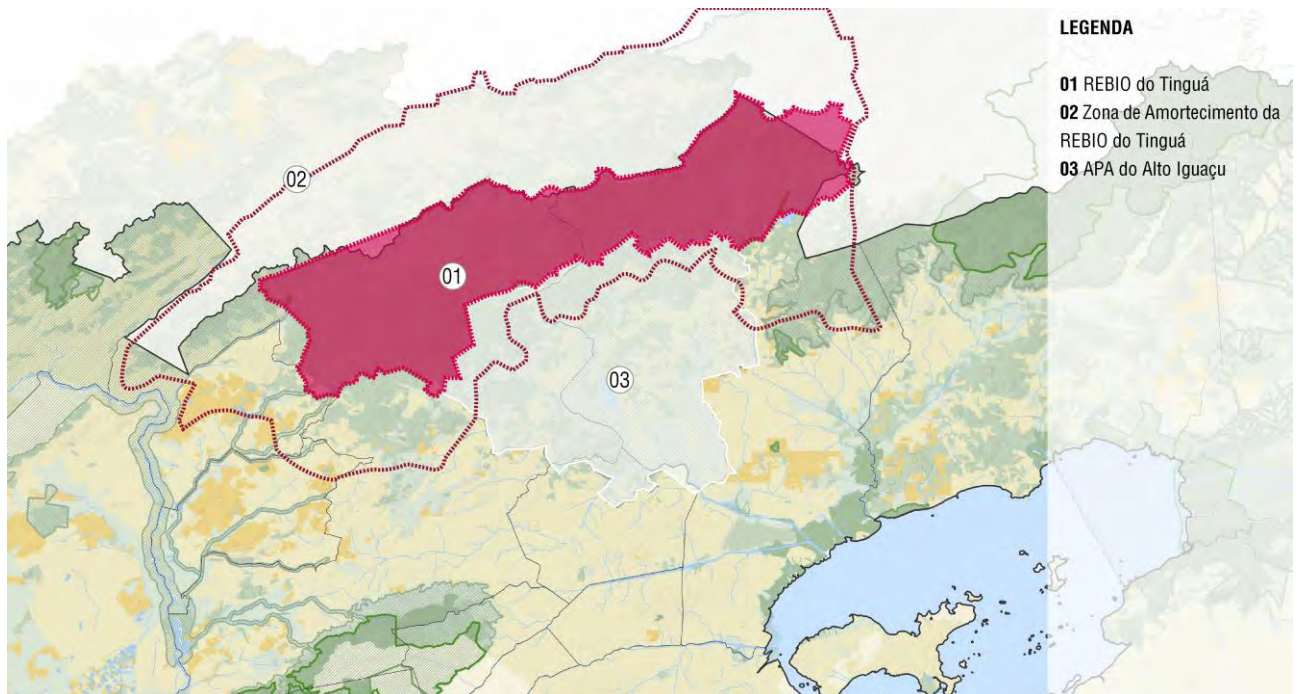 LEGENDA
01 REBIO do Tinguá
02 Zona de Amortecimento da
REBIO do Tinguá
03 APA do Alto Iguaçu
02
01
03